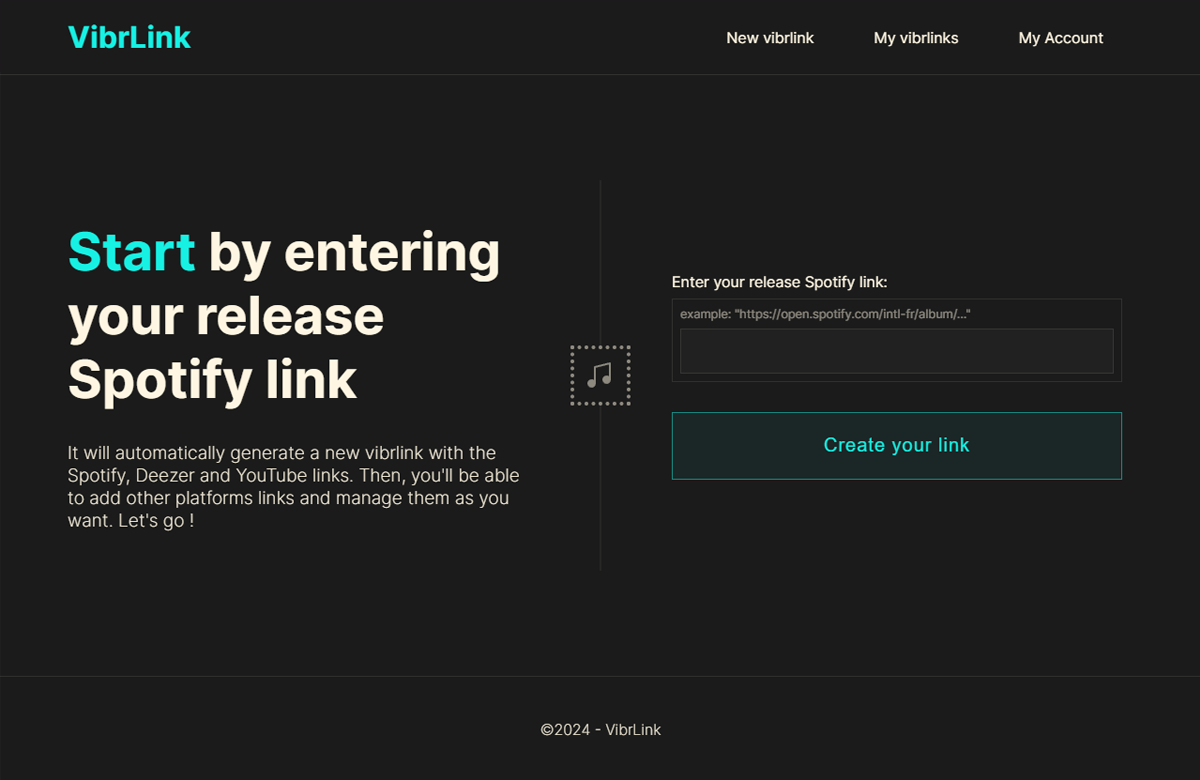 VibrLink
New vibrlink
My vibrlinks
My Account
Start by entering
your release
Spotify link
It will automatically generate a new vibrlink with the
Spotify, Deezer and YouTube links. Then, you'll be able
to add other platforms links and manage them as you
want. Let's go !
Enter your release Spotify link:
example: "https://open.spotify.com/intl-fr/album/..."
Create your link
©2024 - VibrLink